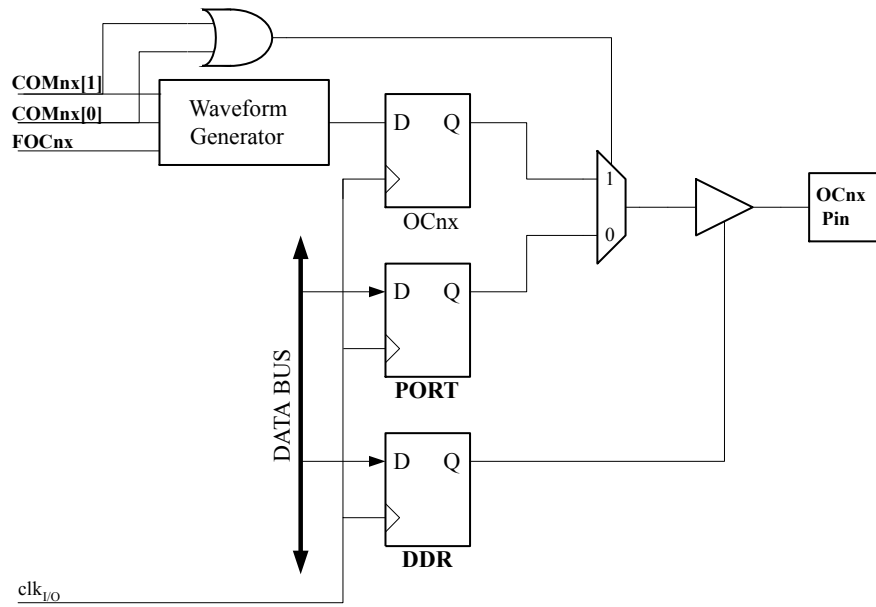 COMnx[1]
COMnx[0]
FOCnx
Waveform
Generator
D Q
OCnx
1
0
OCnx
Pin
D Q
PORT
DATA BUS
D Q
DDR
clkI/O